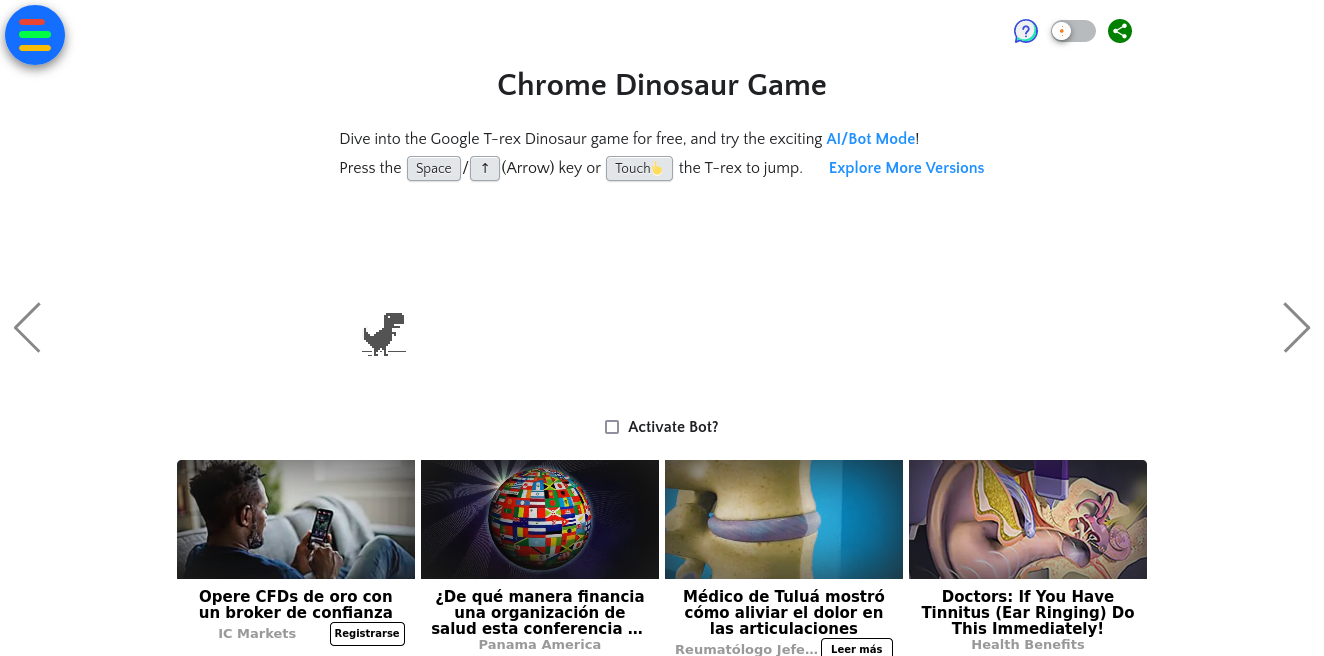 Chrome Dinosaur Game
Dive into the Google T-rex Dinosaur game for free, and try the exciting AI/Bot Mode!
Press the Space / ↑ (Arrow) key or Touch👆 the T-rex to jump. Explore More Versions
Activate Bot?
Opere CFDs de oro con
un broker de confianza
IC Markets
Registrarse
¿De qué manera financia
una organización de
salud esta conferencia ...
Panama America
Médico de Tuluá mostró
cómo aliviar el dolor en
las articulaciones
Reumatólogo Jefe...
Leer más
Doctors: If You Have
Tinnitus (Ear Ringing) Do
This Immediately!
Health Benefits